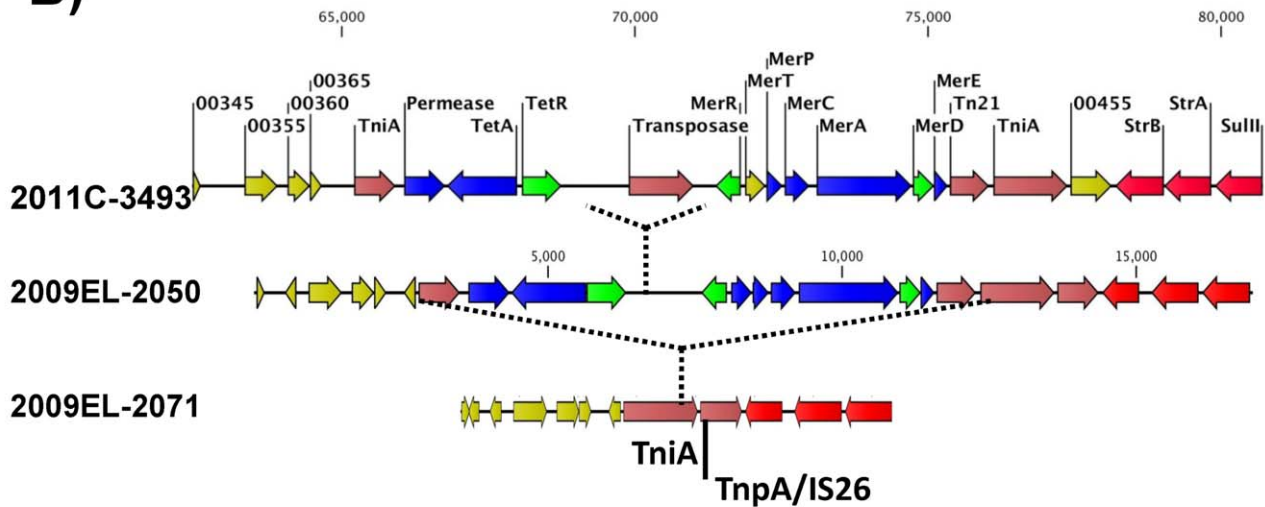 B)
65,000 70,000 75,000 80,000
MerP
00365 MerT MerE
00345 00360 Permease TetR MerR MerC Tn21 00455 StrA
00355 TniA TetA Transposase MerA MerD TniA StrB SulII
2011C-3493
5,000 10,000 15,000
2009EL-2050
2009EL-2071
TniA
TnpA/IS26